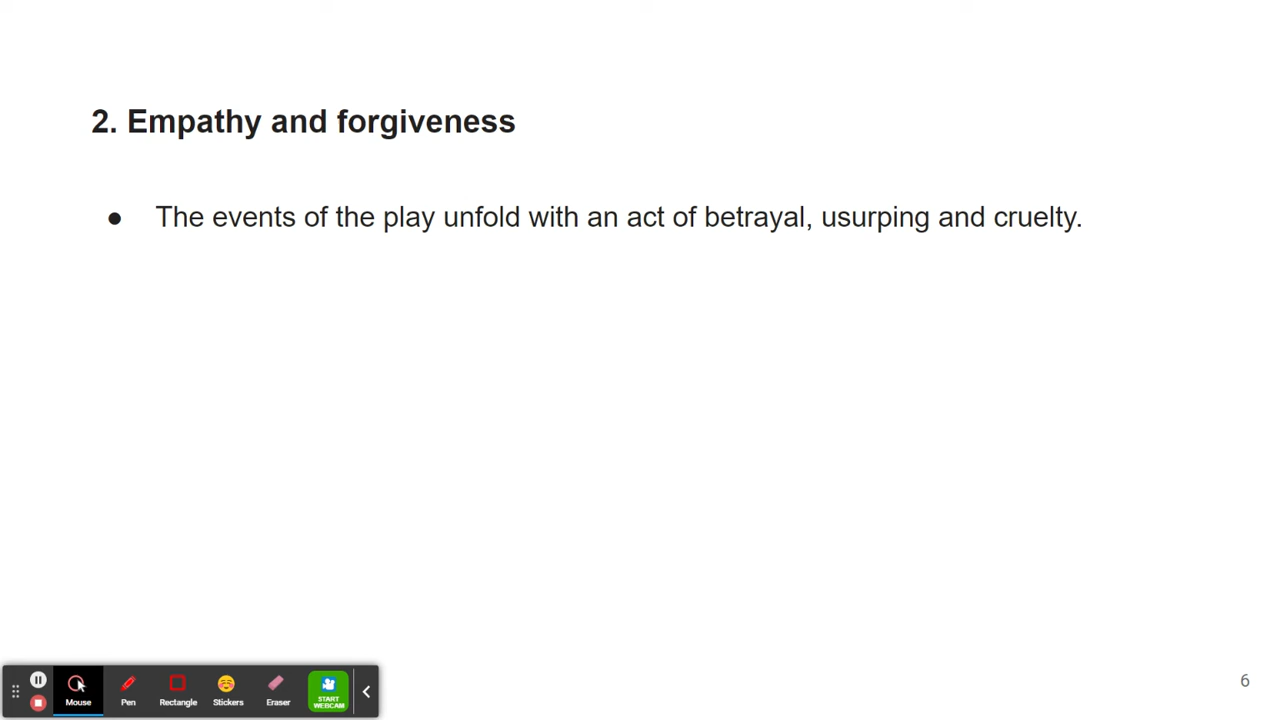 2. Empathy and forgiveness
● The events of the play unfold with an act of betrayal, usurping and cruelty.
6
Mouse
Pen
Rectangle
Stickers
Eraser
START
WEBCAM